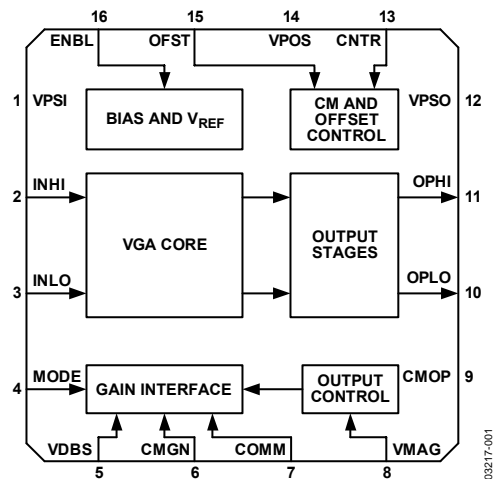 16 15 14 13
ENBL OFST VPOS CNTR
1 VPSI
BIAS AND VREF
CM AND
OFFSET
CONTROL
VPSO 12
2 INHI
OPHI 11
VGA CORE
OUTPUT
STAGES
3 INLO
OPLO 10
4 MODE
GAIN INTERFACE
OUTPUT
CONTROL
CMOP 9
VDBS CMGN COMM VMAG
5 6 7 8
03217-001